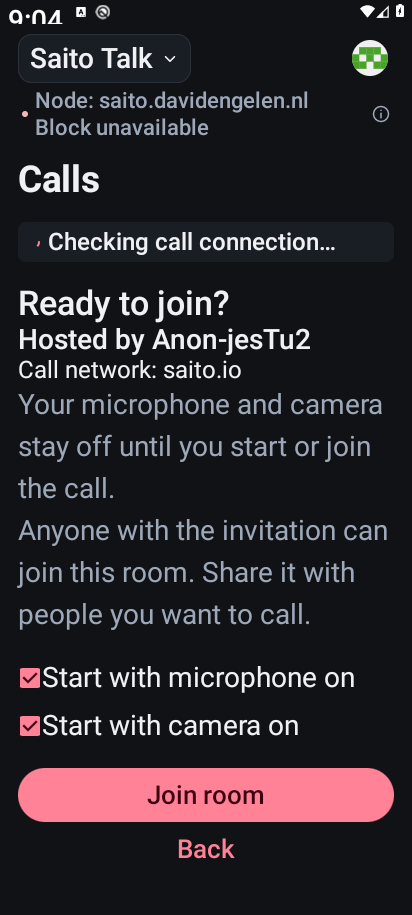 9:04
Saito Talk
Node: saito.davidengelen.nl
Block unavailable
Calls
Checking call connection…
Ready to join?
Hosted by Anon-jesTu2
Call network: saito.io
Your microphone and camera
stay off until you start or join
the call.
Anyone with the invitation can
join this room. Share it with
people you want to call.
Start with microphone on
Start with camera on
Join room
Back